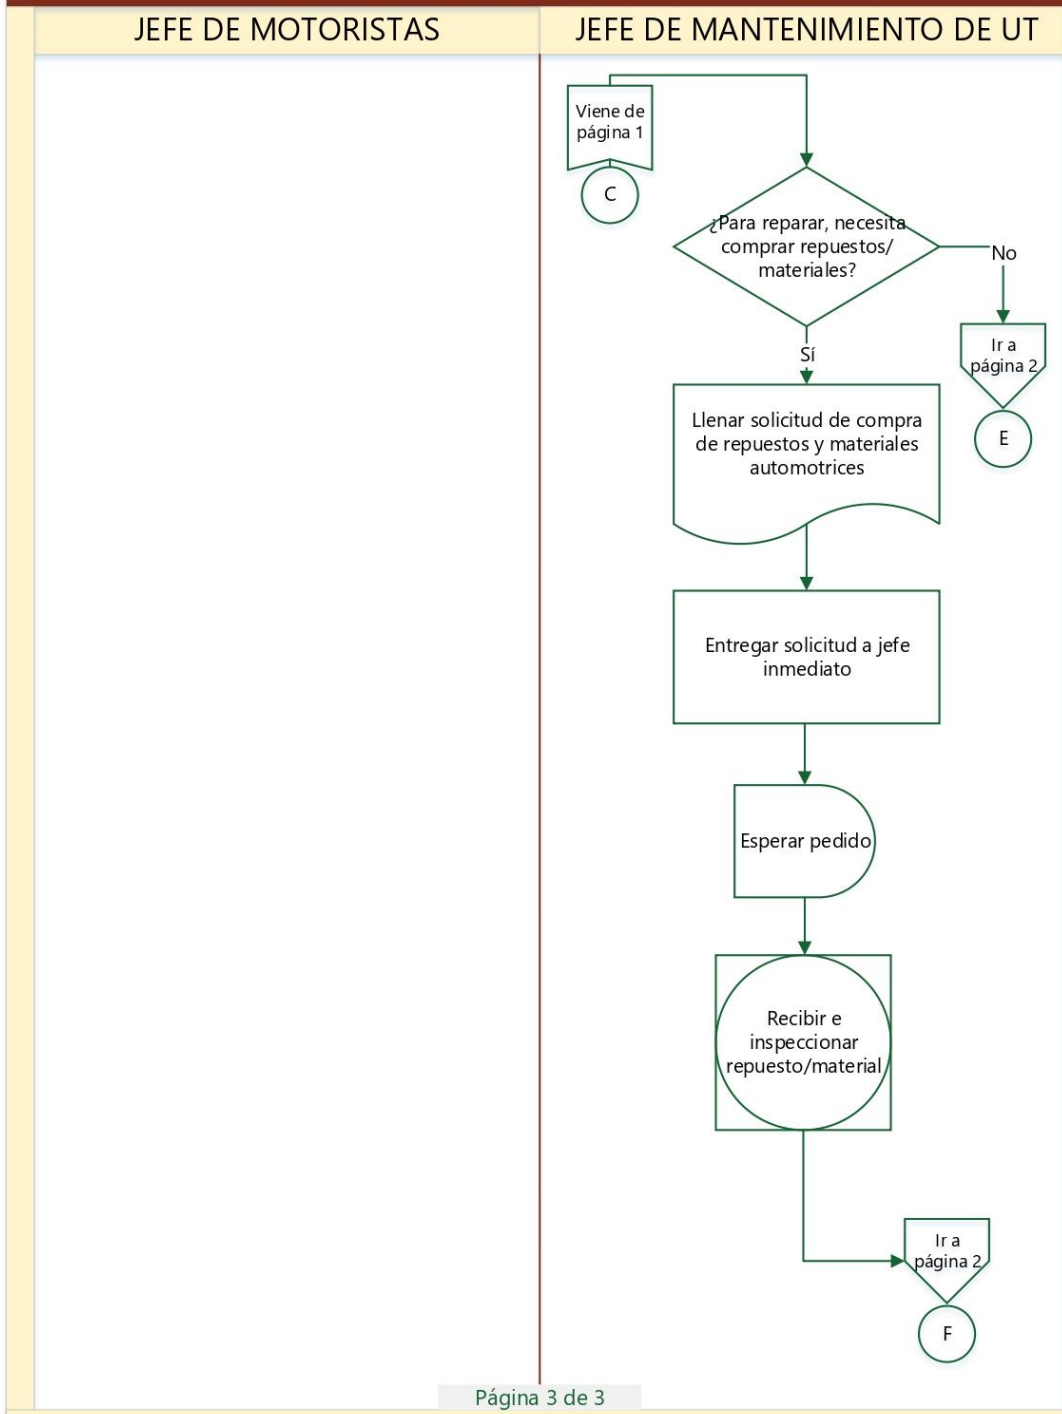 JEFE DE MOTORISTAS
JEFE DE MANTENIMIENTO DE UT
Viene de
página 1
C
¿Para reparar, necesita
comprar repuestos/
materiales?
No
Sí
Ir a
página 2
E
Llenar solicitud de compra
de repuestos y materiales
automotrices
Entregar solicitud a jefe
inmediato
Esperar pedido
Recibir e
inspeccionar
repuesto/material
Ir a
página 2
F
Página 3 de 3